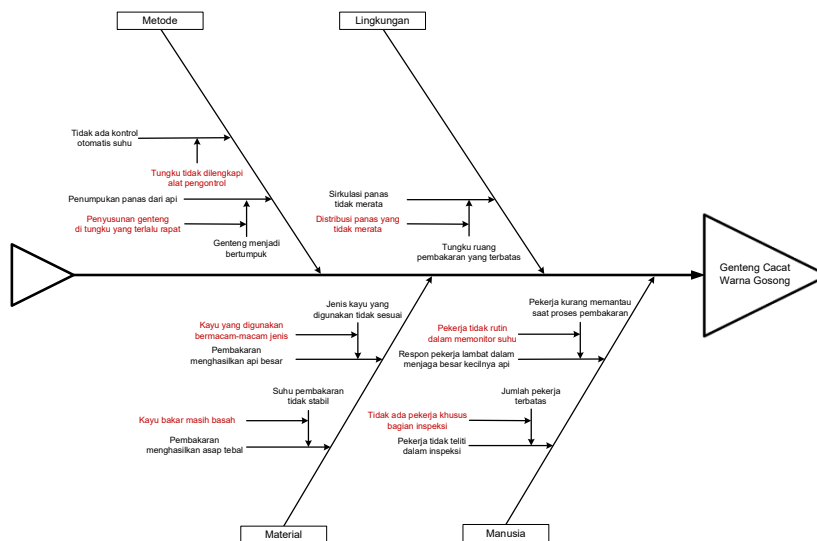 Metode
Lingkungan
Tidak ada kontrol
otomatis suhu
Tungku tidak dilengkapi
alat pengontrol
Penumpukan panas dari api
Penyusunan genteng
di tungku yang terlalu rapat
Genteng menjadi
bertumpuk
Sirkulasi panas
tidak merata
Distribusi panas yang
tidak merata
Tungku ruang
pembakaran yang terbatas
Genteng Cacat
Warna Gosong
Jenis kayu yang
digunakan tidak sesuai
Kayu yang digunakan
bermacam-macam jenis
Pembakaran
menghasilkan api besar
Suhu pembakaran
tidak stabil
Kayu bakar masih basah
Pembakaran
menghasilkan asap tebal
Pekerja kurang memantau
saat proses pembakaran
Pekerja tidak rutin
dalam memonitor suhu
Respon pekerja lambat dalam
menjaga besar kecilnya api
Jumlah pekerja
terbatas
Tidak ada pekerja khusus
bagian inspeksi
Pekerja tidak teliti
dalam inspeksi
Material
Manusia